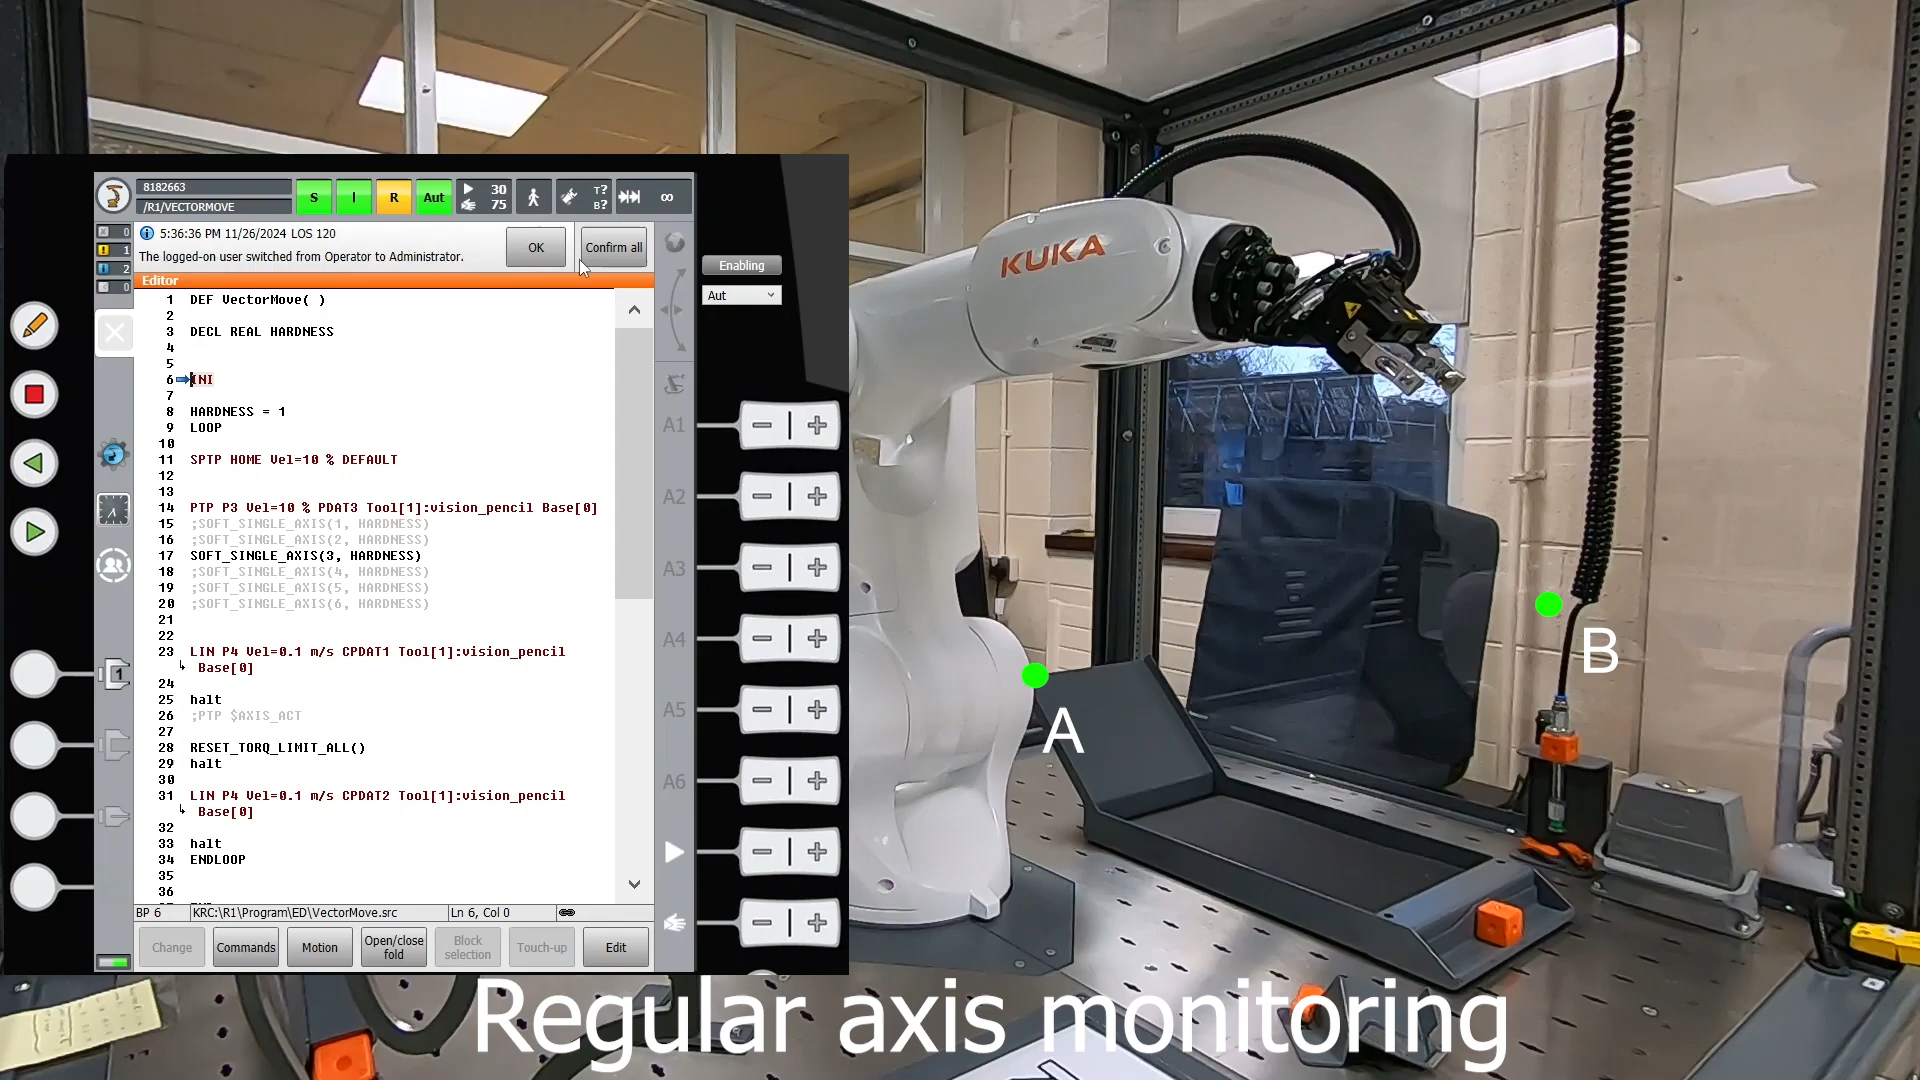 8182663
/R1/VECTORMOVE
S
I
R
Aut
30
75
T?
B?
∞
0
1
2
0
5:36:36 PM 11/26/2024 LOS 120
The logged-on user switched from Operator to Administrator.
OK
Confirm all
Editor
1 DEF VectorMove( )
2
3 DECL REAL HARDNESS
4
5
6 INI
7
8 HARDNESS = 1
9 LOOP
10
11 SPTP HOME Vel=10 % DEFAULT
12
13
14 PTP P3 Vel=10 % PDAT3 Tool[1]:vision_pencil Base[0]
15 ;SOFT_SINGLE_AXIS(1, HARDNESS)
16 ;SOFT_SINGLE_AXIS(2, HARDNESS)
17 SOFT_SINGLE_AXIS(3, HARDNESS)
18 ;SOFT_SINGLE_AXIS(4, HARDNESS)
19 ;SOFT_SINGLE_AXIS(5, HARDNESS)
20 ;SOFT_SINGLE_AXIS(6, HARDNESS)
21
22
23 LIN P4 Vel=0.1 m/s CPDAT1 Tool[1]:vision_pencil
Base[0]
24
25 halt
26 ;PTP $AXIS_ACT
27
28 RESET_TORQ_LIMIT_ALL()
29 halt
30
31 LIN P4 Vel=0.1 m/s CPDAT2 Tool[1]:vision_pencil
Base[0]
32
33 halt
34 ENDLOOP
35
36
BP 6
KRC:\R1\Program\ED\VectorMove.src
Ln 6, Col 0
Change
Commands
Motion
Open/close
fold
Block
selection
Touch-up
Edit
1
Enabling
Aut
A1
A2
A3
A4
A5
A6
KUKA
A
B
Regular axis monitoring